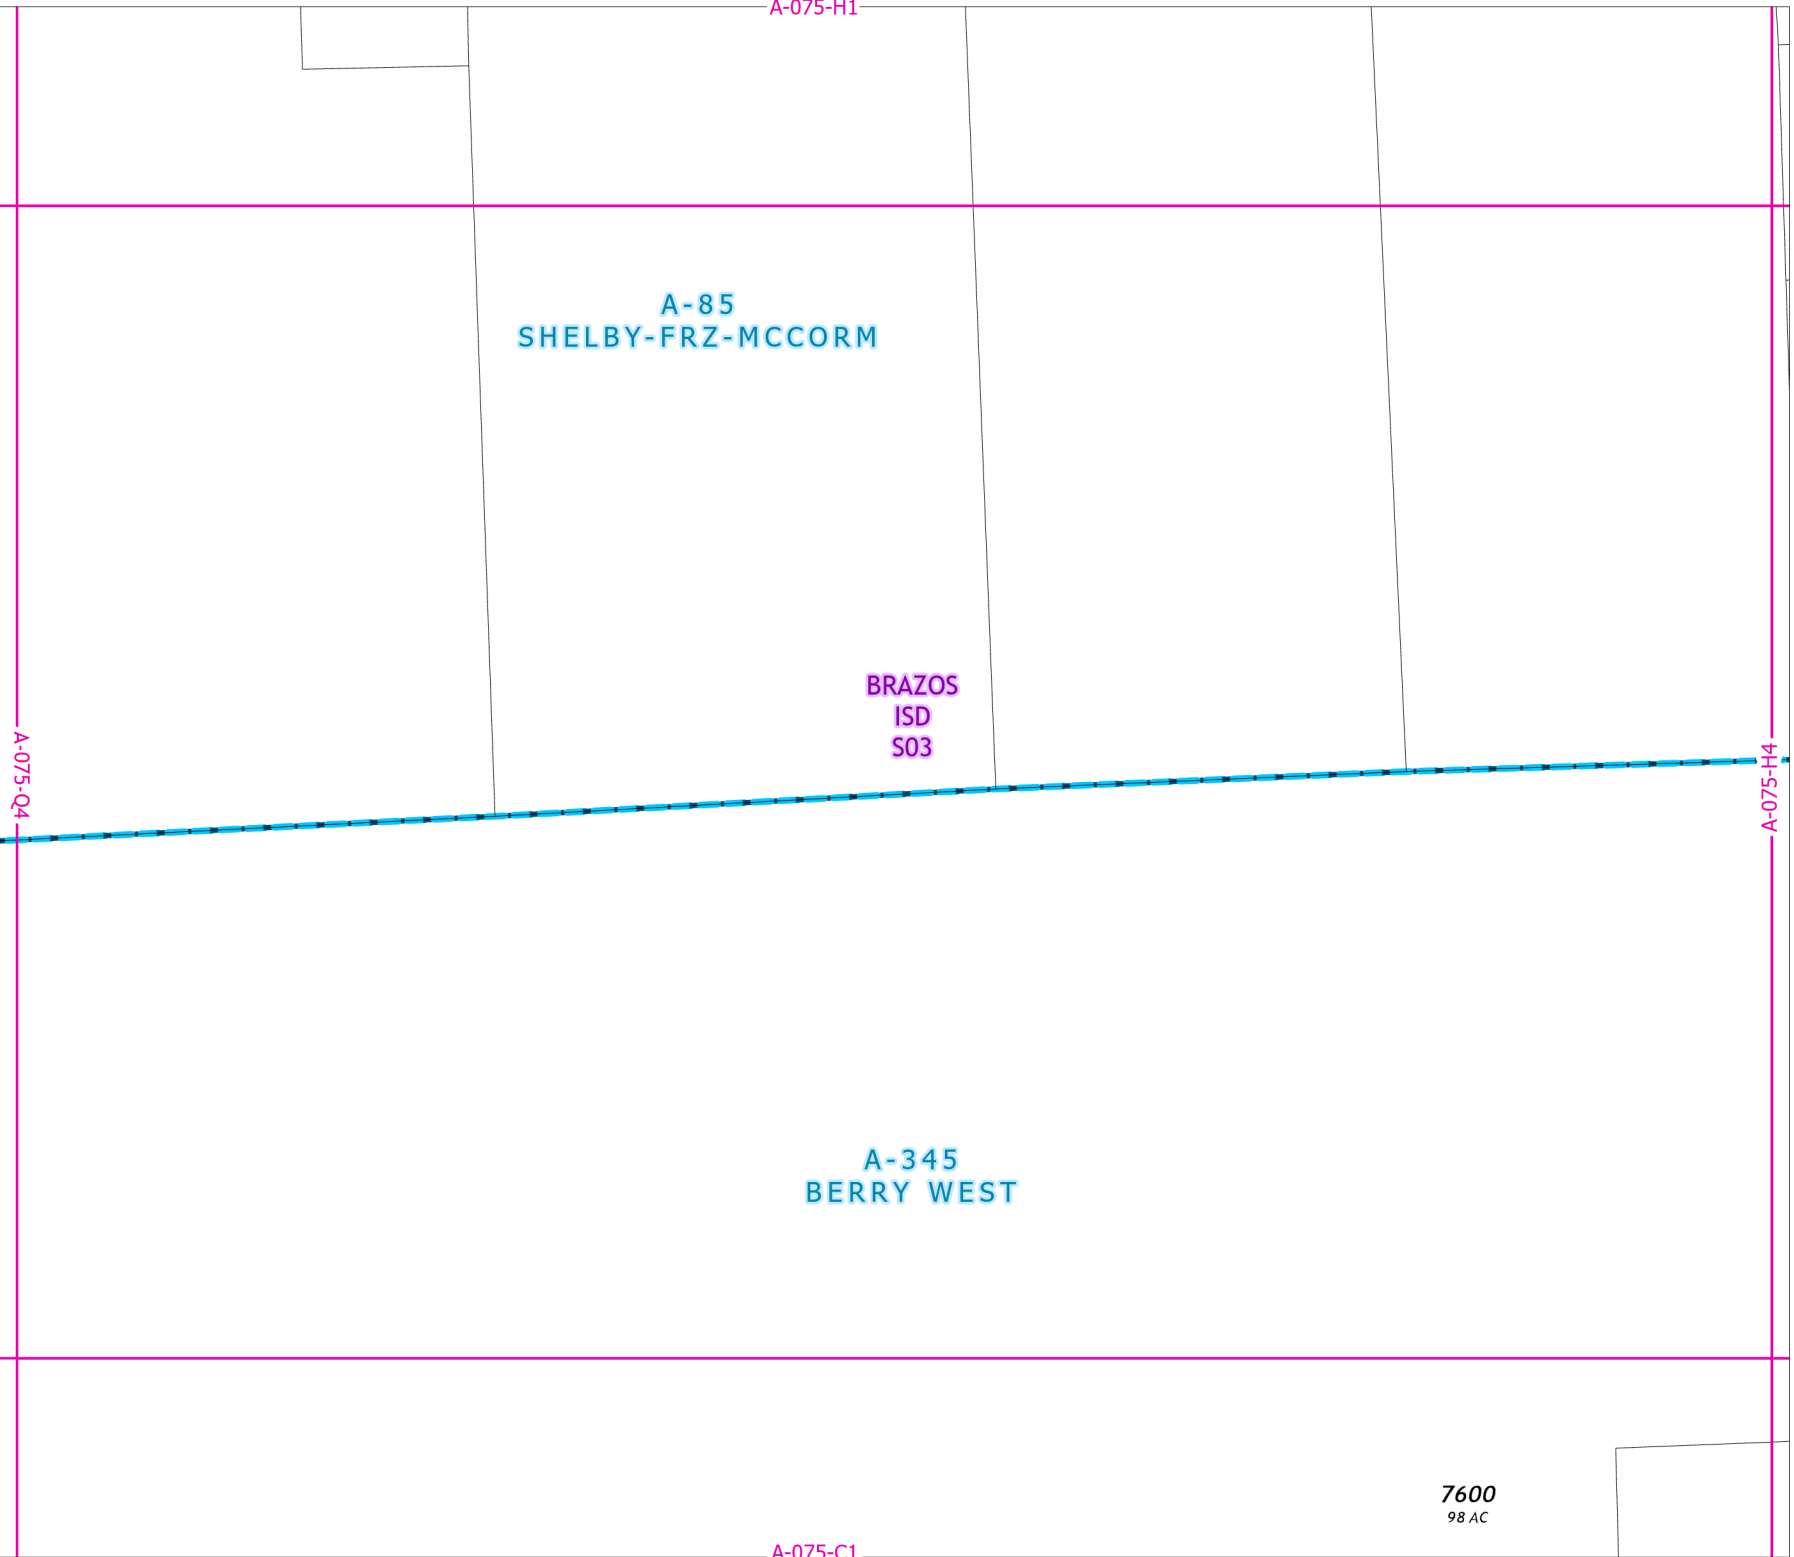 A-075-H1
A-85
SHELBY-FRZ-MCCORM
BRAZOS
ISD
S03
A-075-Q4
A-075-H4
A-345
BERRY WEST
7600
98 AC
A-075-C1